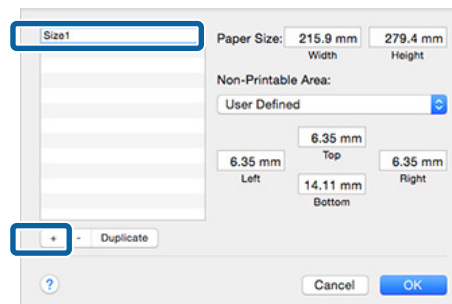 Size1
Paper Size: 215.9 mm 279.4 mm
Width Height
Non-Printable Area:
User Defined
6.35 mm
Top
6.35 mm 6.35 mm
Left Right
14.11 mm
Bottom
+ - Duplicate
? Cancel OK